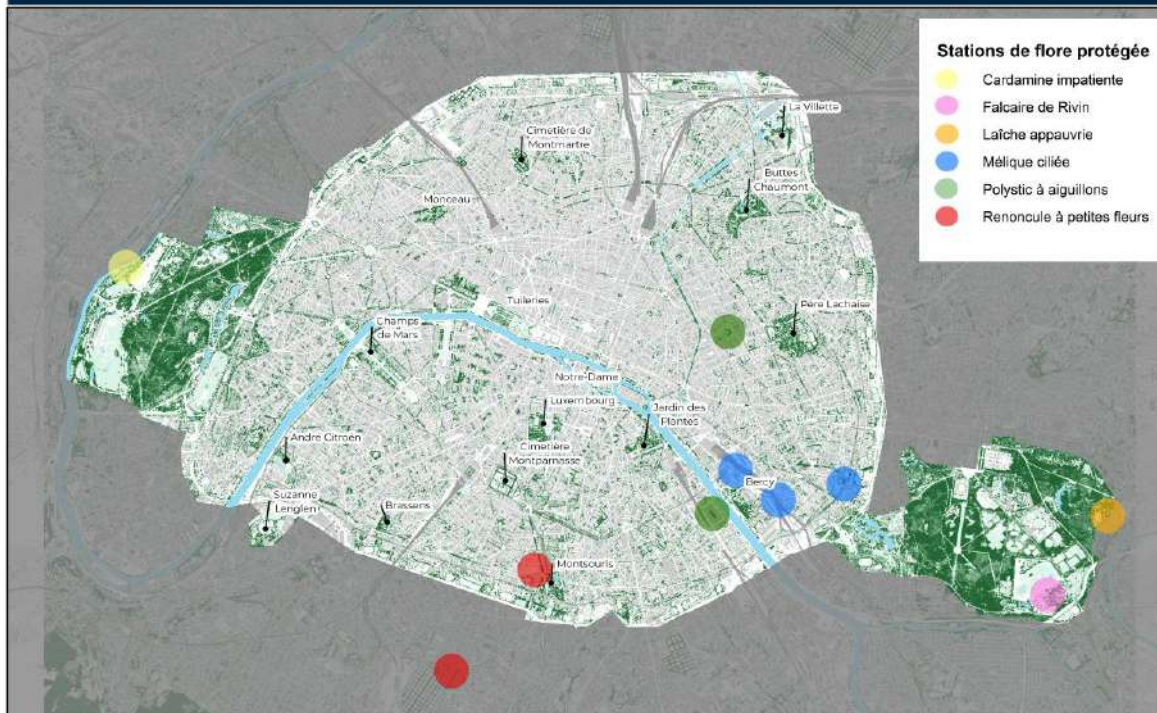 Stations de flore protégée
Cardamine impatiente
Falcaire de Rivin
Laîche appauvrie
Mélique ciliée
Polystic à aiguillons
Renoncule à petites fleurs
La Villette
Cimetière de
Montmartre
Buttes
Chaumont
Monceau
Tuileries
Père Lachaise
Champs
de Mars
Notre-Dame
Luxembourg
Jardin des
Plantes
André Citroën
Cimetière
Montparnasse
Bercy
Suzanne
Lenglen
Brassens
Montsouris